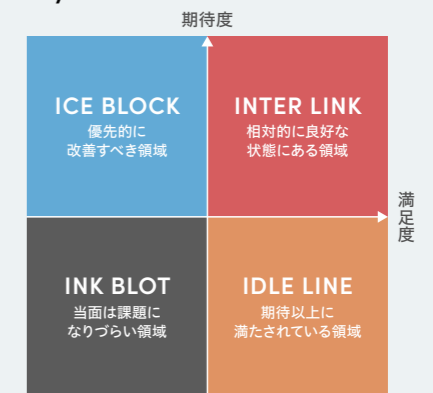 期待度
ICE BLOCK
優先的に
改善すべき領域
INTER LINK
相対的に良好な
状態にある領域
満足度
INK BLOT
当面は課題に
なりづらい領域
IDLE LINE
期待以上に
満たされている領域